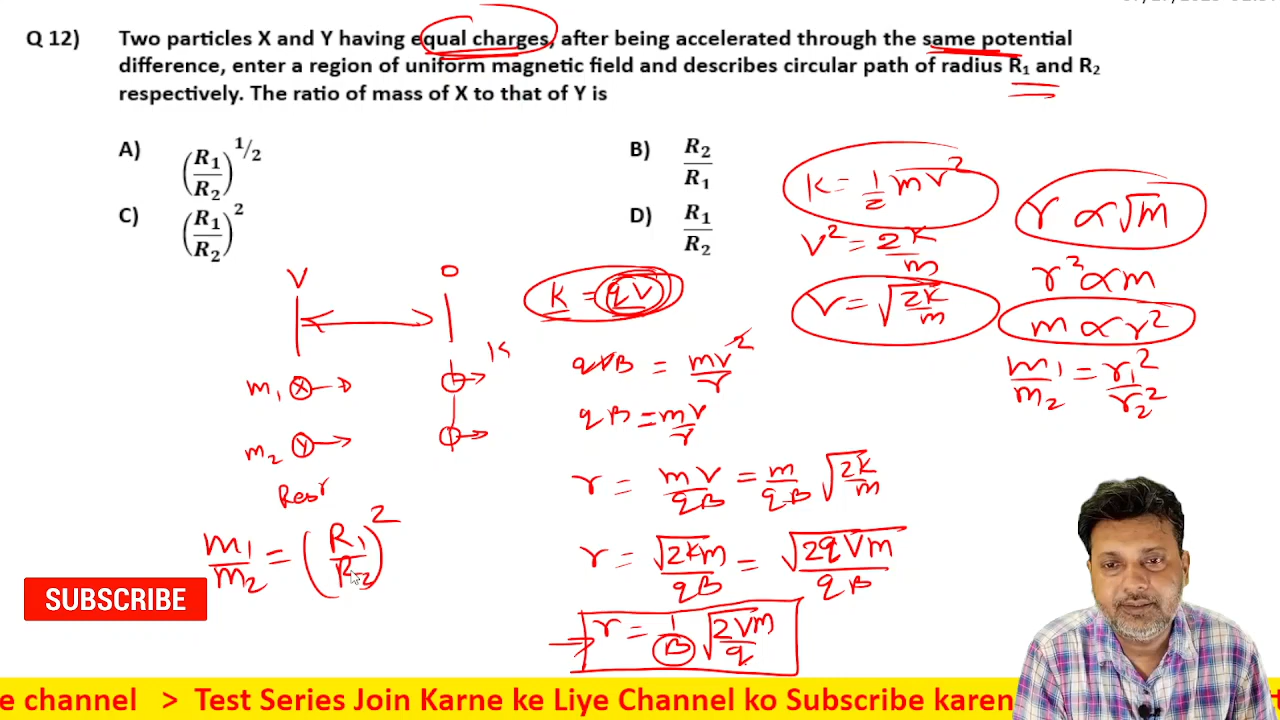 Q 12) Two particles X and Y having equal charges, after being accelerated through the same potential
difference, enter a region of uniform magnetic field and describes circular path of radius R₁ and R₂
respectively. The ratio of mass of X to that of Y is
A) (R₁/R₂)^1/2
B) R₂/R₁
C) (R₁/R₂)^2
D) R₁/R₂
K = 1/2 mv²
v² = 2K/m
v = √(2K/m)
r ∝ √m
r² ∝ m
m ∝ r²
m₁/m₂ = r₁²/r₂²
V 0
K = qV
m₁ X K
m₂ Y
Rest
m₁/m₂ = (R₁/R₂)²
qvB = mv²/r
qB = mv/r
r = mv/qB = m/qB √(2K/m)
r = √(2Km)/qB = √(2qVm)/qB
→ r = 1/B √(2Vm/q)
SUBSCRIBE
e channel > Test Series Join Karne ke Liye Channel ko Subscribe karen